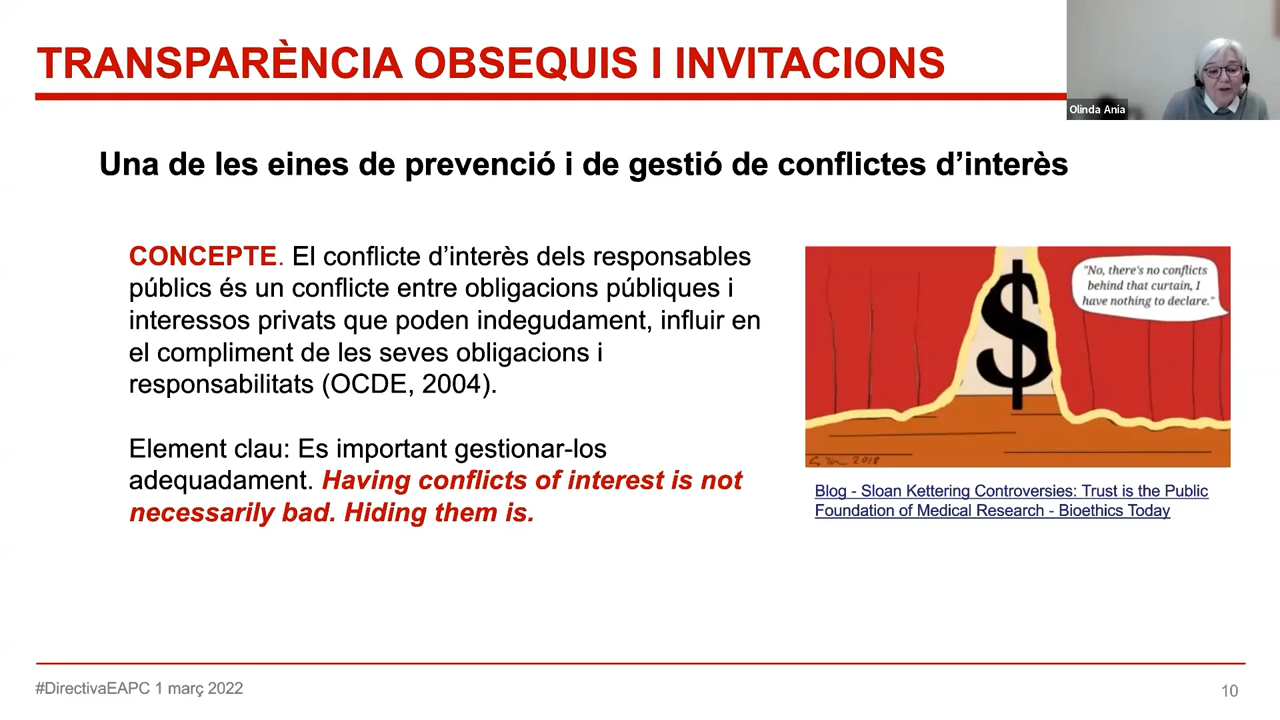 TRANSPARÈNCIA OBSEQUIS I INVITACIONS
Olinda Ania
Una de les eines de prevenció i de gestió de conflictes d’interès
CONCEPTE. El conflicte d’interès dels responsables
públics és un conflicte entre obligacions públiques i
interessos privats que poden indegudament, influir en
el compliment de les seves obligacions i
responsabilitats (OCDE, 2004).
Element clau: Es important gestionar-los
adequadament. Having conflicts of interest is not
necessarily bad. Hiding them is.
"No, there's no conflicts
behind that curtain, I
have nothing to declare."
$
2018
Blog - Sloan Kettering Controversies: Trust is the Public
Foundation of Medical Research - Bioethics Today
#DirectivaEAPC 1 març 2022
10